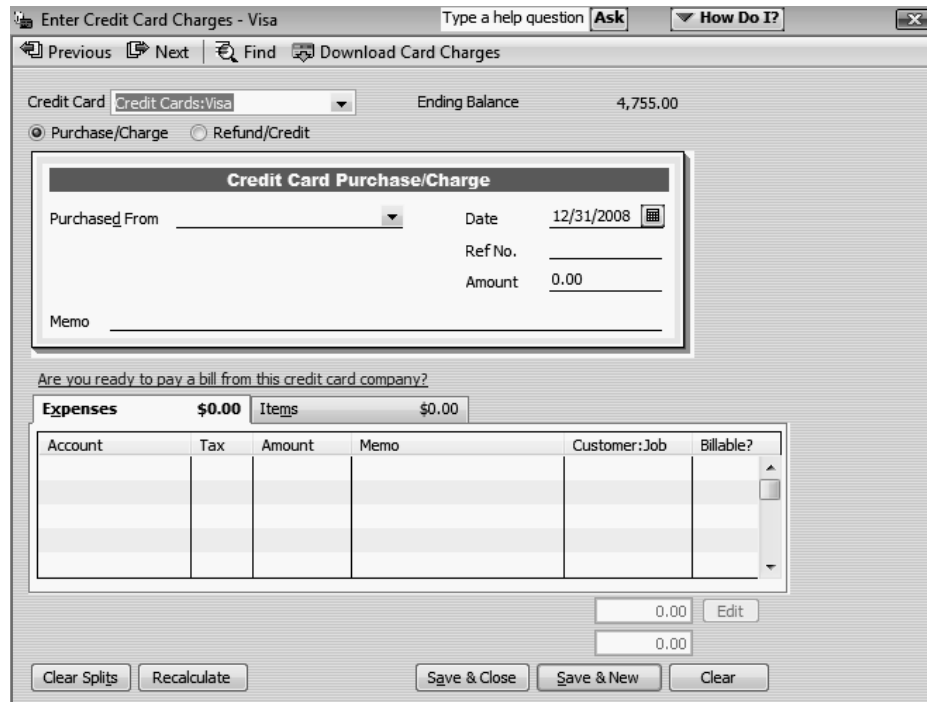 Enter Credit Card Charges - Visa Type a help question Ask How Do I?
Previous Next Find Download Card Charges
Credit Card Credit Cards:Visa Ending Balance 4,755.00
Purchase/Charge Refund/Credit
Credit Card Purchase/Charge
Purchased From Date 12/31/2008
Ref No.
Amount 0.00
Memo
Are you ready to pay a bill from this credit card company?
Expenses $0.00 Items $0.00
Account Tax Amount Memo Customer:Job Billable?
0.00 Edit
0.00
Clear Splits Recalculate Save & Close Save & New Clear